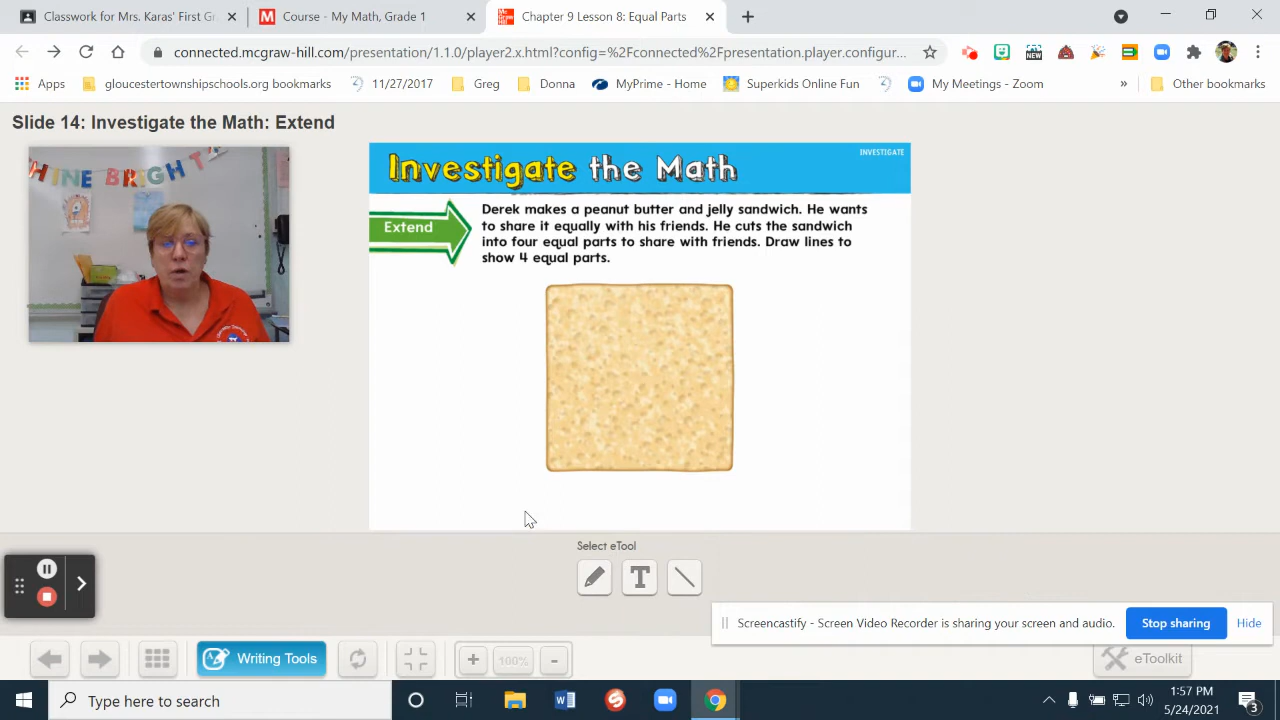 Classwork for Mrs. Karas' First Gr
Course - My Math, Grade 1
Chapter 9 Lesson 8: Equal Parts
connected.mcgraw-hill.com/presentation/1.1.0/player2.x.html?config=%2Fconnected%2Fpresentation.player.configur...
Apps
gloucestertownshipschools.org bookmarks
11/27/2017
Greg
Donna
MyPrime - Home
Superkids Online Fun
My Meetings - Zoom
»
Other bookmarks
Slide 14: Investigate the Math: Extend
HINE BRIGHT
Investigate the Math
INVESTIGATE
Extend
Derek makes a peanut butter and jelly sandwich. He wants
to share it equally with his friends. He cuts the sandwich
into four equal parts to share with friends. Draw lines to
show 4 equal parts.
Select eTool
T
Screencastify - Screen Video Recorder is sharing your screen and audio.
Stop sharing
Hide
Writing Tools
100%
eToolkit
Type here to search
1:57 PM
5/24/2021
3